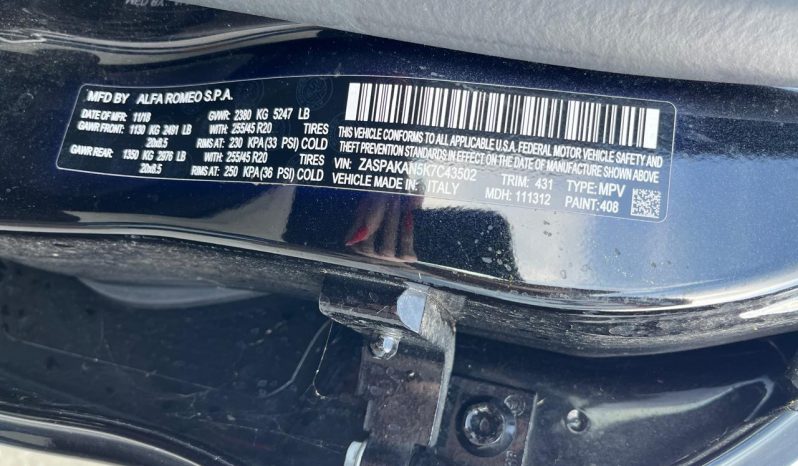 MFD BY ALFA ROMEO S.P.A.
DATE OF MFR: 11/18 GVWR: 2380 KG 5247 LB
GAWR FRONT: 1130 KG 2491 LB WITH: 255/45 R20 TIRES
20x8.5 RIMS AT: 230 KPA(33 PSI) COLD
GAWR REAR: 1350 KG 2976 LB WITH: 255/45 R20 TIRES
20x8.5 RIMS AT: 250 KPA(36 PSI) COLD
THIS VEHICLE CONFORMS TO ALL APPLICABLE U.S.A. FEDERAL MOTOR VEHICLE SAFETY AND
THEFT PREVENTION STANDARDS IN EFFECT ON THE DATE OF MANUFACTURE SHOWN ABOVE
VIN: ZASPAKAN5K7C43502 TRIM: 431 TYPE: MPV
VEHICLE MADE IN: ITALY MDH: 111312 PAINT: 408